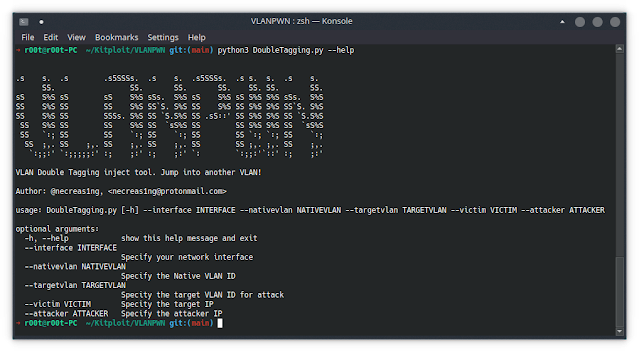 VLANPWN : zsh — Konsole
File Edit View Bookmarks Settings Help
➜ r00t@r00t-PC ~/Kitploit/VLANPWN git:(main) python3 DoubleTagging.py --help
VLAN Double Tagging inject tool. Jump into another VLAN!
Author: @necreas1ng, <necreas1ng@protonmail.com>
usage: DoubleTagging.py [-h] --interface INTERFACE --nativevlan NATIVEVLAN --targetvlan TARGETVLAN --victim VICTIM --attacker ATTACKER
optional arguments:
-h, --help show this help message and exit
--interface INTERFACE
Specify your network interface
--nativevlan NATIVEVLAN
Specify the Native VLAN ID
--targetvlan TARGETVLAN
Specity the target VLAN ID for attack
--victim VICTIM Specify the target IP
--attacker ATTACKER Specify the attacker IP
➜ r00t@r00t-PC ~/Kitploit/VLANPWN git:(main)